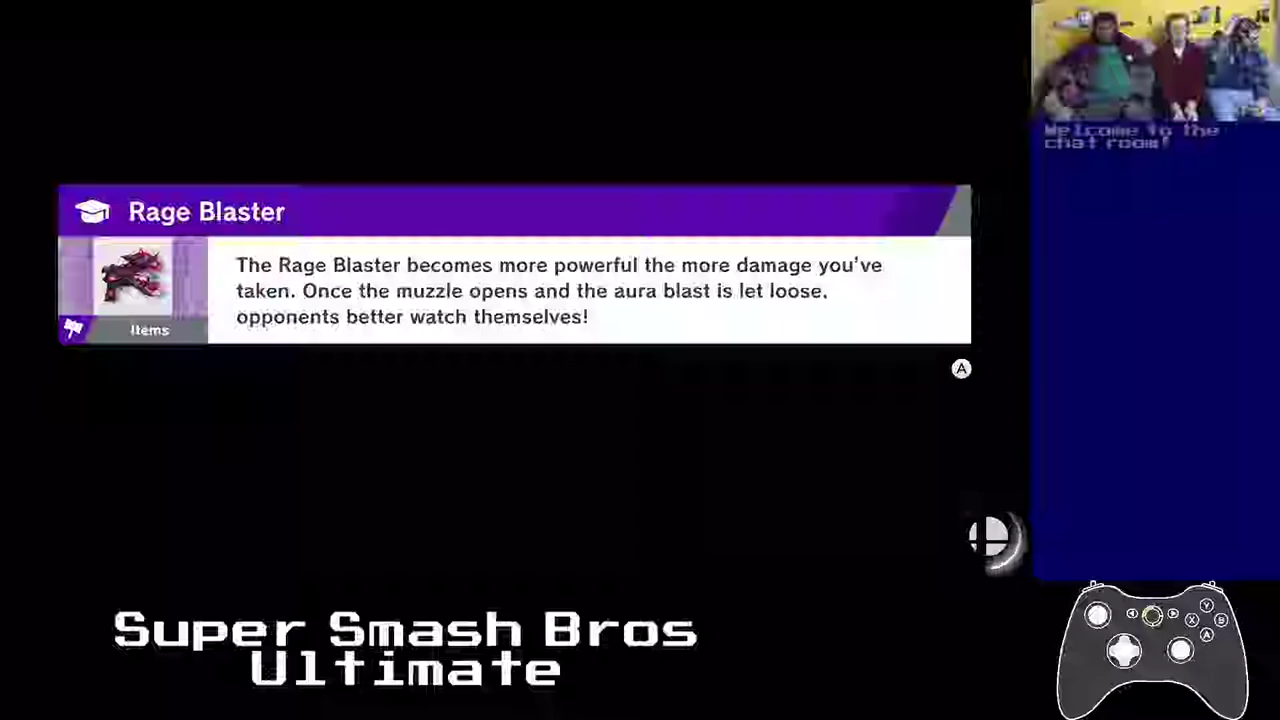 Welcome to the
chat room!
Rage Blaster
The Rage Blaster becomes more powerful the more damage you've
taken. Once the muzzle opens and the aura blast is let loose,
opponents better watch themselves!
Items
A
Super Smash Bros
Ultimate
Y
X
B
A